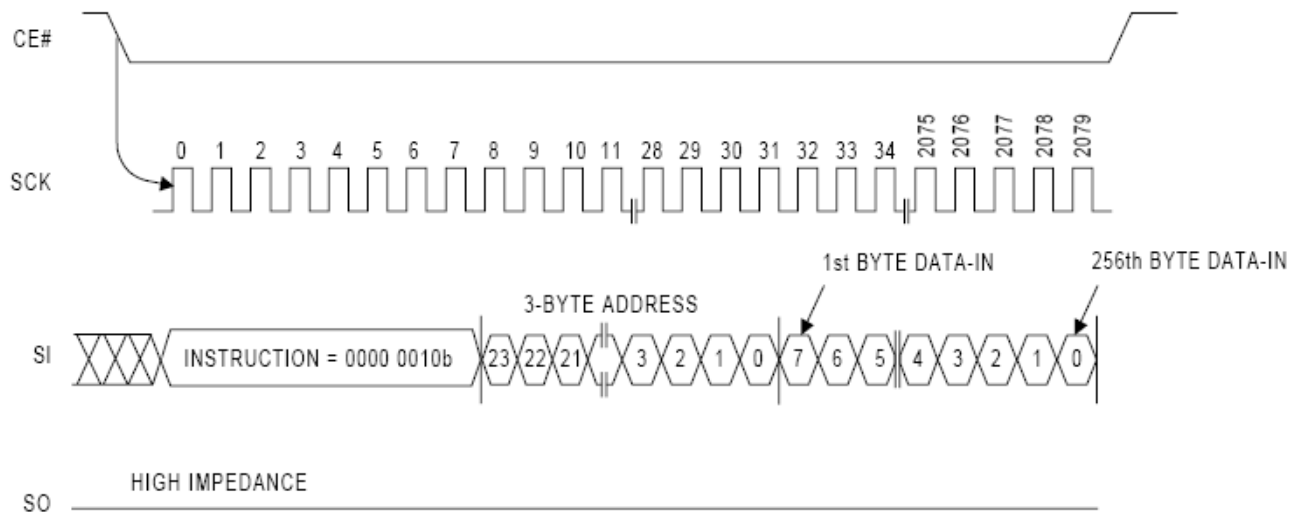 CE#
0 1 2 3 4 5 6 7 8 9 10 11 28 29 30 31 32 33 34 2075 2076 2077 2078 2079
SCK
1st BYTE DATA-IN
256th BYTE DATA-IN
3-BYTE ADDRESS
SI
INSTRUCTION = 0000 0010b 23 22 21 3 2 1 0 7 6 5 4 3 2 1 0
HIGH IMPEDANCE
SO